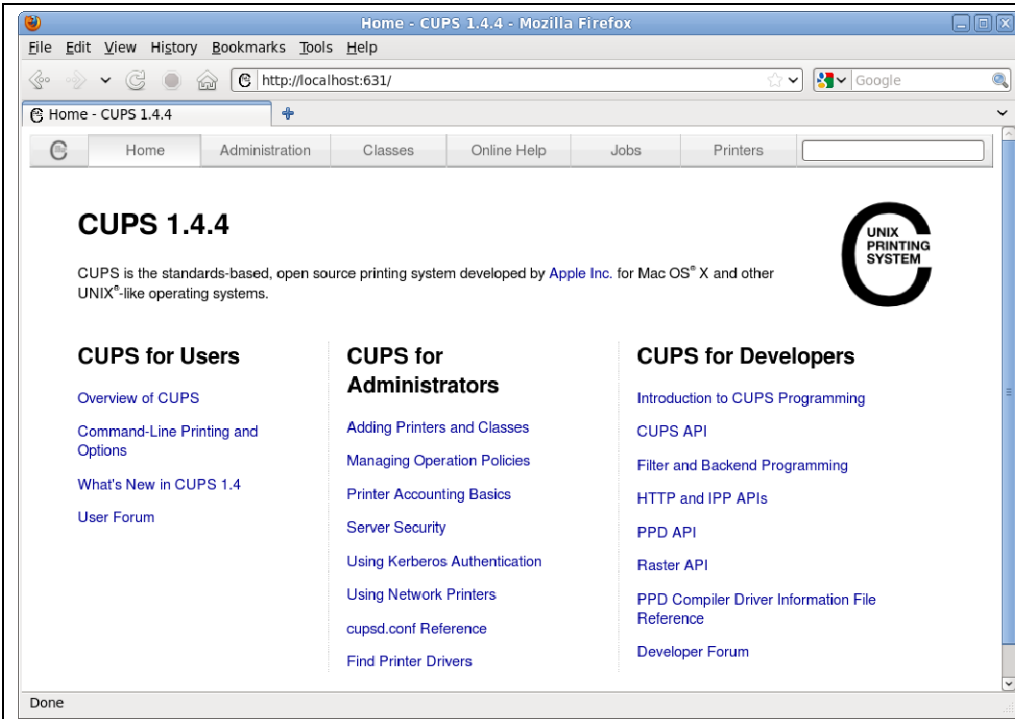 Home - CUPS 1.4.4 - Mozilla Firefox
File Edit View History Bookmarks Tools Help
http://localhost:631/
Google
Home - CUPS 1.4.4
Home Administration Classes Online Help Jobs Printers
CUPS 1.4.4
UNIX
PRINTING
SYSTEM
CUPS is the standards-based, open source printing system developed by Apple Inc. for Mac OS® X and other
UNIX®-like operating systems.
CUPS for Users
Overview of CUPS
Command-Line Printing and
Options
What's New in CUPS 1.4
User Forum
CUPS for
Administrators
Adding Printers and Classes
Managing Operation Policies
Printer Accounting Basics
Server Security
Using Kerberos Authentication
Using Network Printers
cupsd.conf Reference
Find Printer Drivers
CUPS for Developers
Introduction to CUPS Programming
CUPS API
Filter and Backend Programming
HTTP and IPP APIs
PPD API
Raster API
PPD Compiler Driver Information File
Reference
Developer Forum
Done